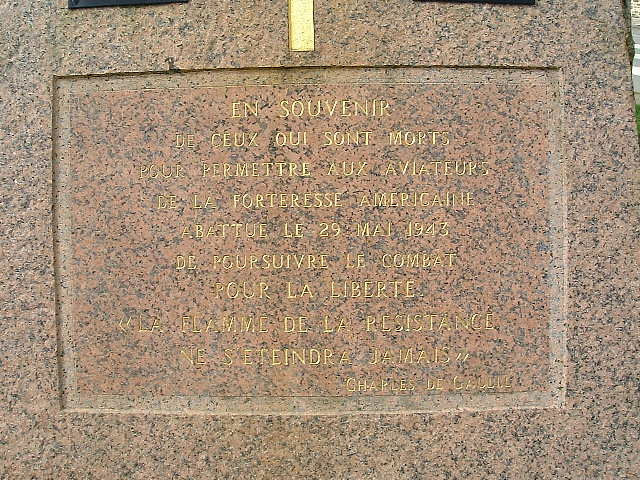 EN SOUVENIR
DE CEUX QUI SONT MORTS
POUR PERMETTRE AUX AVIATEURS
DE LA FORTERESSE AMERICAINE
ABATTUE LE 29 MAI 1943
DE POURSUIVRE LE COMBAT
POUR LA LIBERTE.
«LA FLAMME DE LA RESISTANCE
NE S'ETEINDRA JAMAIS»
CHARLES DE GAULLE